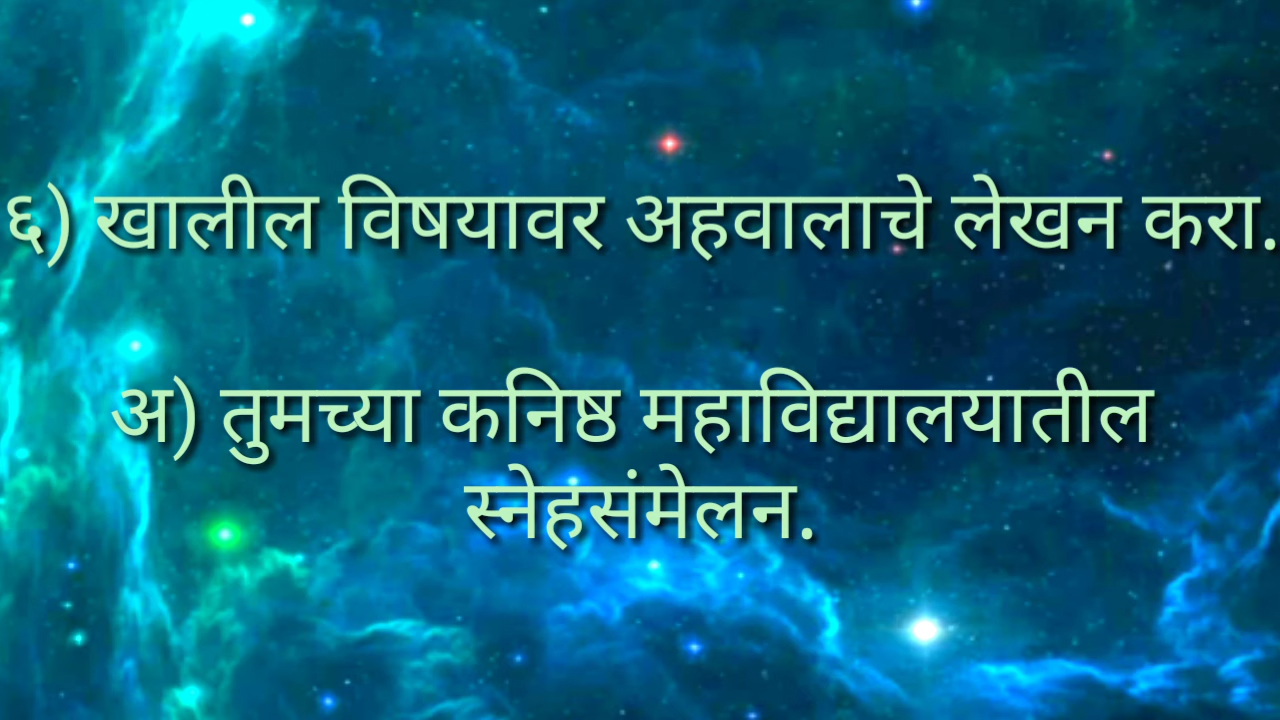 ६) खालील विषयावर अहवालाचे लेखन करा.
अ) तुमच्या कनिष्ठ महाविद्यालयातील
स्नेहसंमेलन.